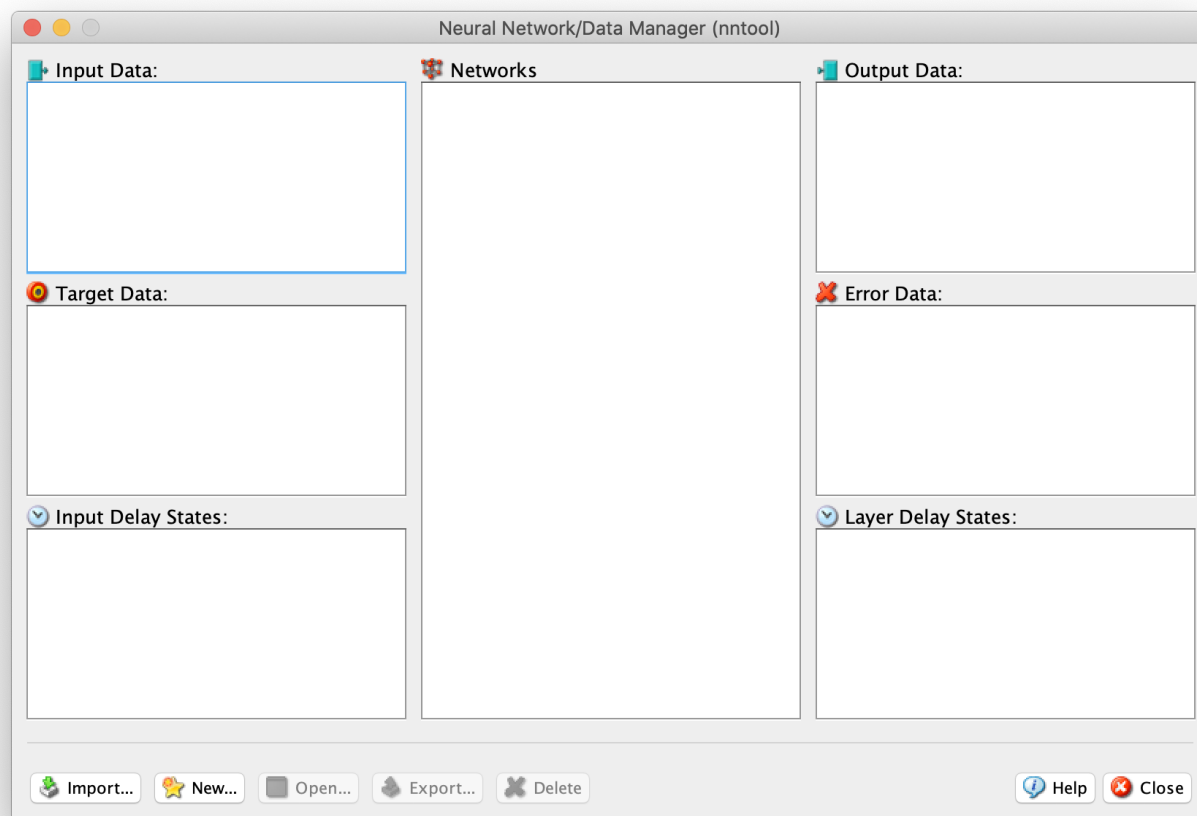 Neural Network/Data Manager (nntool)
Input Data:
Networks
Output Data:
Target Data:
Error Data:
Input Delay States:
Layer Delay States:
Import...
New...
Open...
Export...
Delete
Help
Close